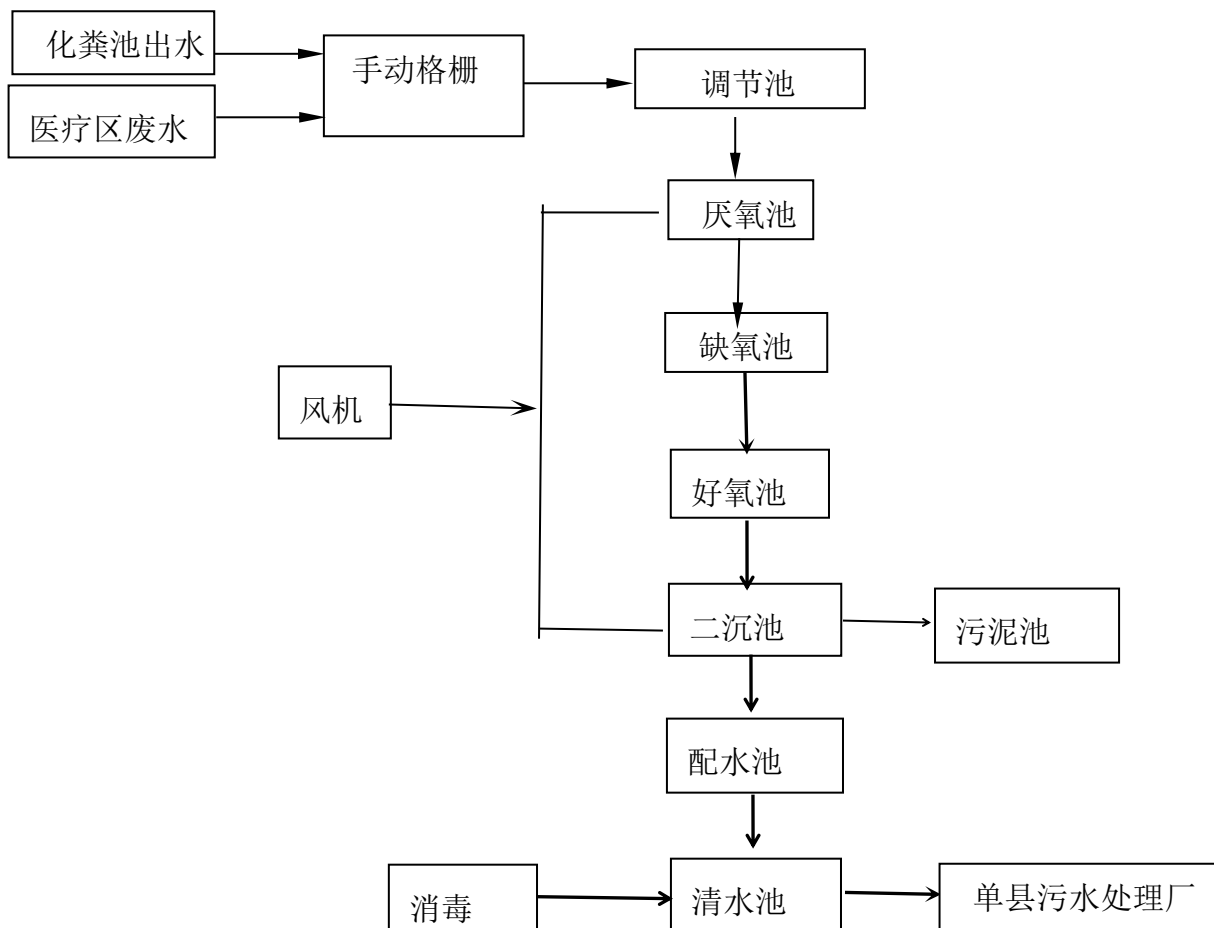 化粪池出水
手动格栅
调节池
医疗区废水
厌氧池
缺氧池
风机
好氧池
二沉池
污泥池
配水池
消毒
清水池
单县污水处理厂